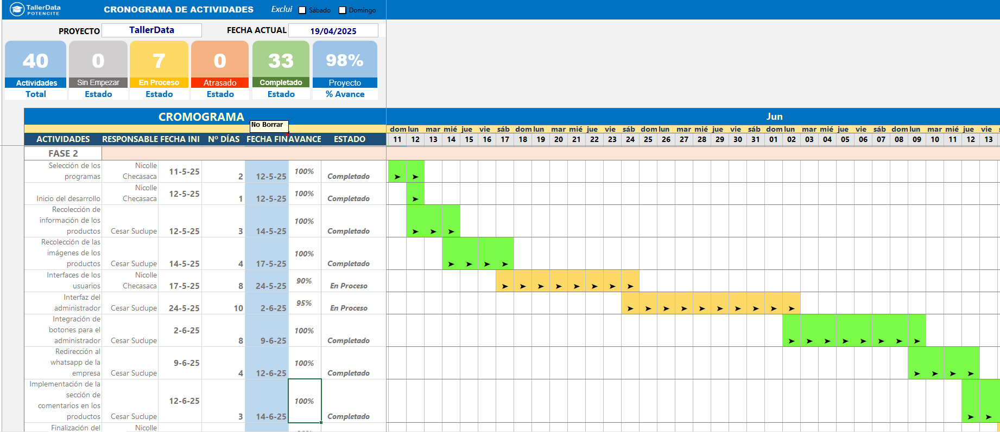 TallerData
POTENCITE
CRONOGRAMA DE ACTIVIDADES
Exclui
Sábado
Domingo
PROYECTO
TallerData
FECHA ACTUAL
19/04/2025
40
0
7
0
33
98%
Actividades
Sin Empezar
En Proceso
Atrasado
Completado
Proyecto
Total
Estado
Estado
Estado
Estado
% Avance
CROMOGRAMA
Jun
No Borrar
dom lun mar mié jue vie sáb dom lun mar mié jue vie sáb dom lun mar mié jue vie sáb dom lun mar mié jue vie sáb dom lun mar mié jue vie
ACTIVIDADES RESPONSABLE FECHA INI Nº DÍAS FECHA FIN AVANCE ESTADO 11 12 13 14 15 16 17 18 19 20 21 22 23 24 25 26 27 28 29 30 31 01 02 03 04 05 06 07 08 09 10 11 12 13
FASE 2
Selección de los
programas
Nicolle
Checasaca
11-5-25
2
12-5-25
100%
Completado
Inicio del desarrollo
Nicolle
Checasaca
12-5-25
1
12-5-25
100%
Completado
Recolección de
información de los
productos
Cesar Suclupe
12-5-25
3
14-5-25
100%
Completado
Recolección de las
imágenes de los
productos
Cesar Suclupe
14-5-25
4
17-5-25
100%
Completado
Interfaces de los
usuarios
Nicolle
Checasaca
17-5-25
8
24-5-25
90%
En Proceso
Interfaz del
administrador
Cesar Suclupe
24-5-25
10
2-6-25
95%
En Proceso
Integración de
botones para el
administrador
Cesar Suclupe
2-6-25
8
9-6-25
100%
Completado
Redirección al
whatsapp de la
empresa
Cesar Suclupe
9-6-25
4
12-6-25
100%
Completado
Implementación de la
sección de
comentarios en los
productos
Cesar Suclupe
12-6-25
3
14-6-25
100%
Completado
Finalización del
Nicolle